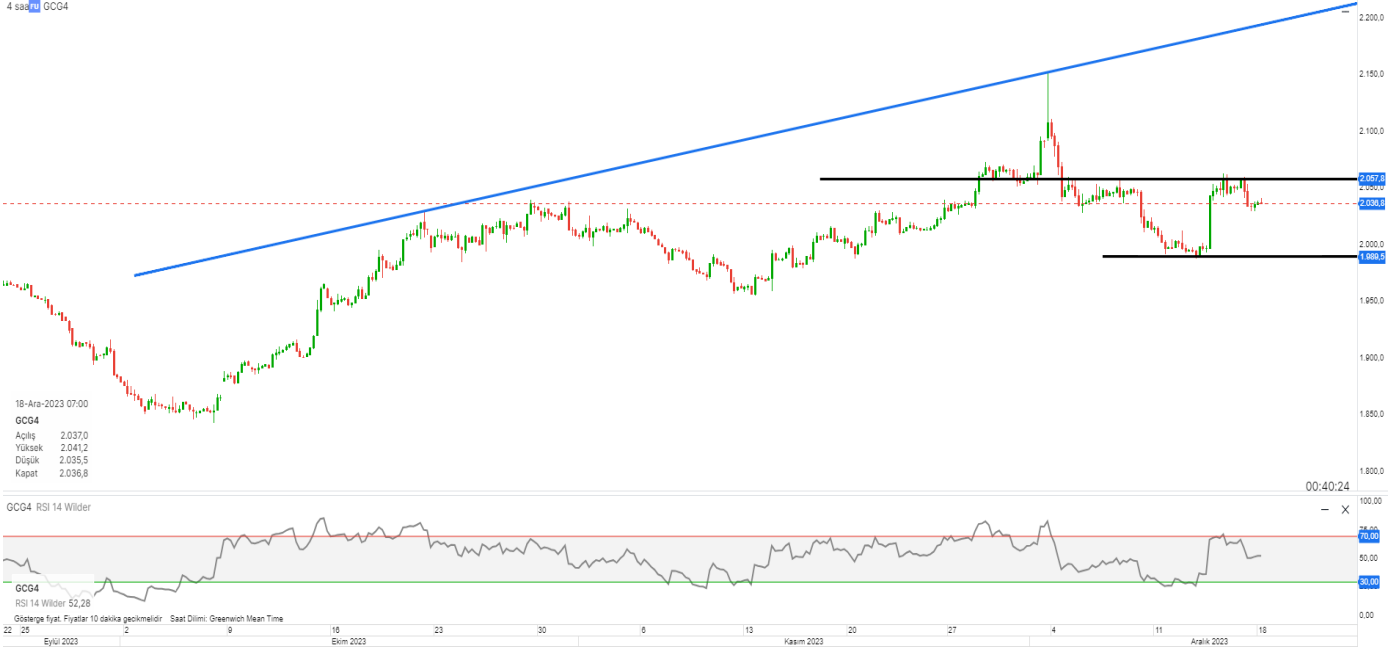 4 saa ru GCG4
2.200,0
2.150,0
2.100,0
2.057,8
2.050,0
2.036,8
2.000,0
1.989,5
1.950,0
1.900,0
1.850,0
1.800,0
18-Ara-2023 07:00
GCG4
Açılış 2.037,0
Yüksek 2.041,2
Düşük 2.035,5
Kapat 2.036,8
00:40:24
GCG4 RSI 14 Wilder
100,00
75,00
70,00
50,00
30,00
0,00
GCG4
RSI 14 Wilder 52,28
Gösterge fiyat. Fiyatlar 10 dakika gecikmelidir Saat Dilimi: Greenwich Mean Time
22 25 2 9 16 23 30 6 13 20 27 4 11 18
Eylül 2023 Ekim 2023 Kasım 2023 Aralık 2023